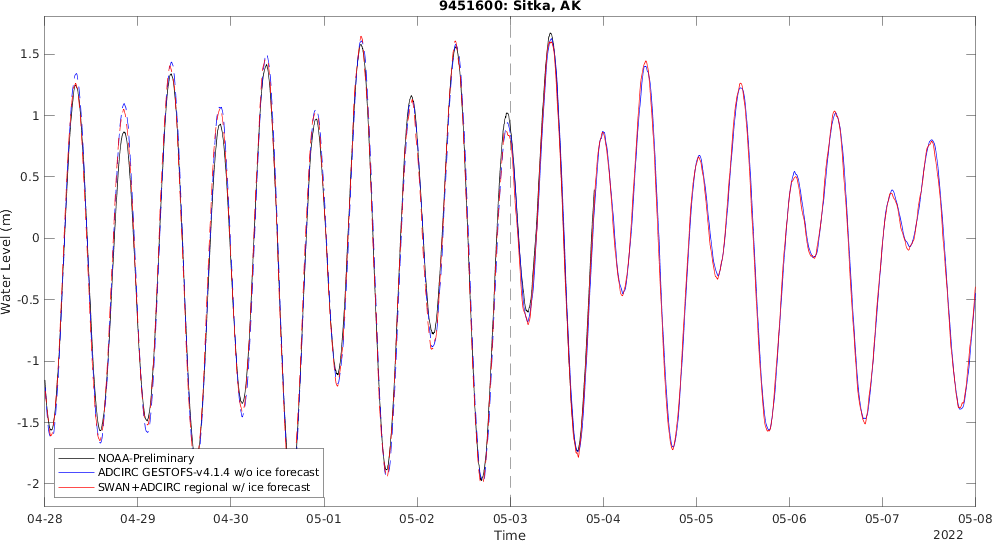 9451600: Sitka, AK
1.5
1
0.5
0
-0.5
-1
-1.5
-2
Water Level (m)
NOAA-Preliminary
ADCIRC GESTOFS-v4.1.4 w/o ice forecast
SWAN+ADCIRC regional w/ ice forecast
04-28 04-29 04-30 05-01 05-02 05-03 05-04 05-05 05-06 05-07 05-08
Time
2022